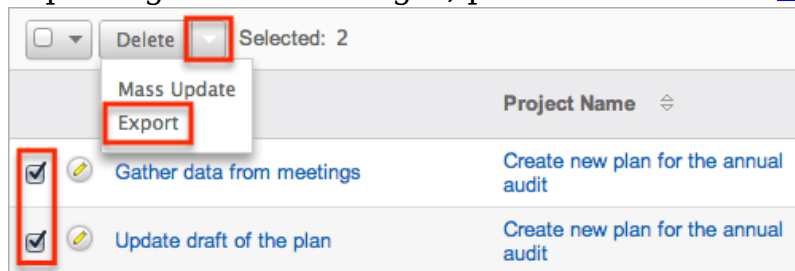 Delete Selected: 2
Mass Update
Export
Project Name
Gather data from meetings
Create new plan for the annual
audit
Update draft of the plan
Create new plan for the annual
audit